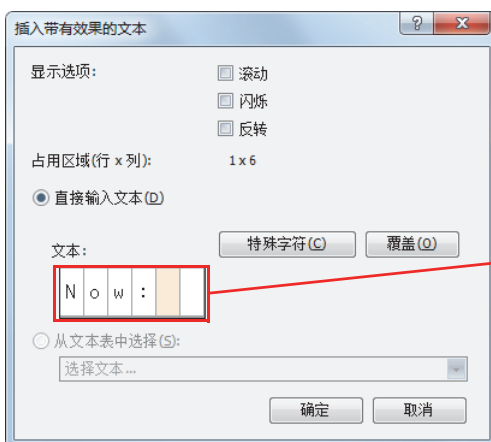 插入带有效果的文本
显示选项:
滚动
闪烁
反转
占用区域(行 x 列): 1x6
直接输入文本(D)
文本: 特殊字符(C) 覆盖(O)
Now:
从文本表中选择(S):
选择文本...
确定 取消